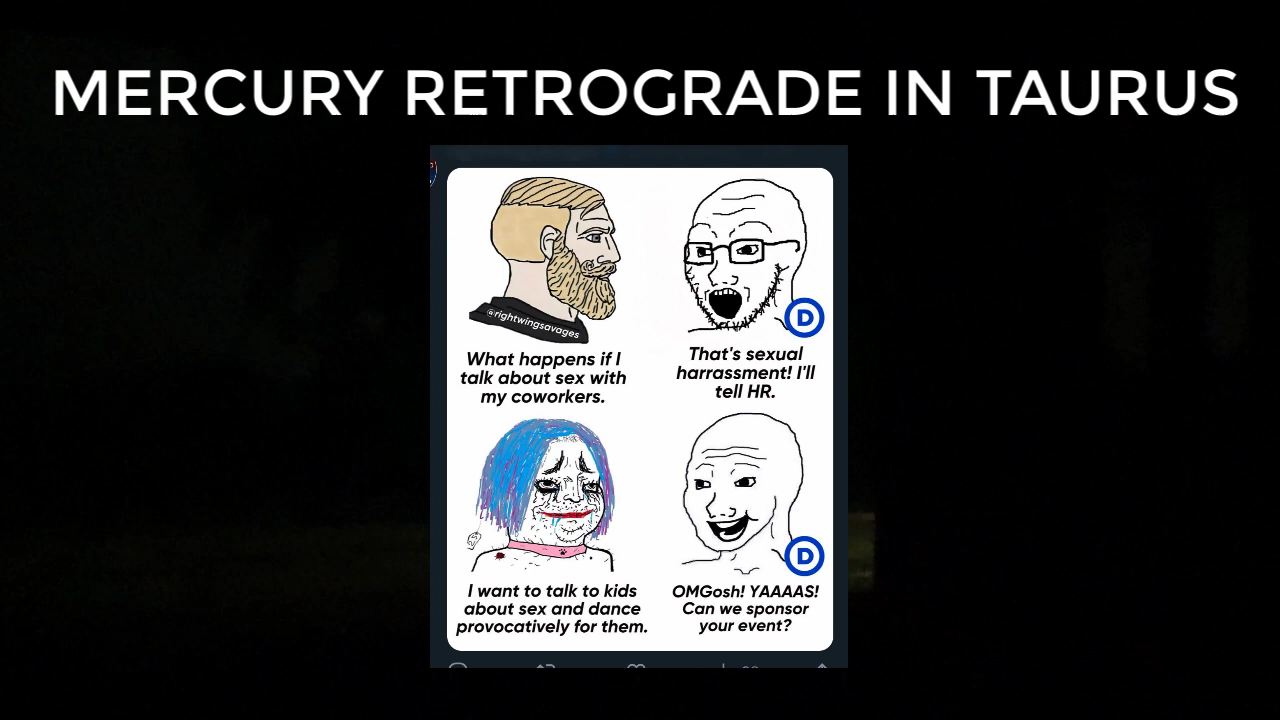 MERCURY RETROGRADE IN TAURUS
@rightwingsavages
D
What happens if I
talk about sex with
my coworkers.
That's sexual
harrassment! I'll
tell HR.
D
I want to talk to kids
about sex and dance
provocatively for them.
OMGosh! YAAAAS!
Can we sponsor
your event?